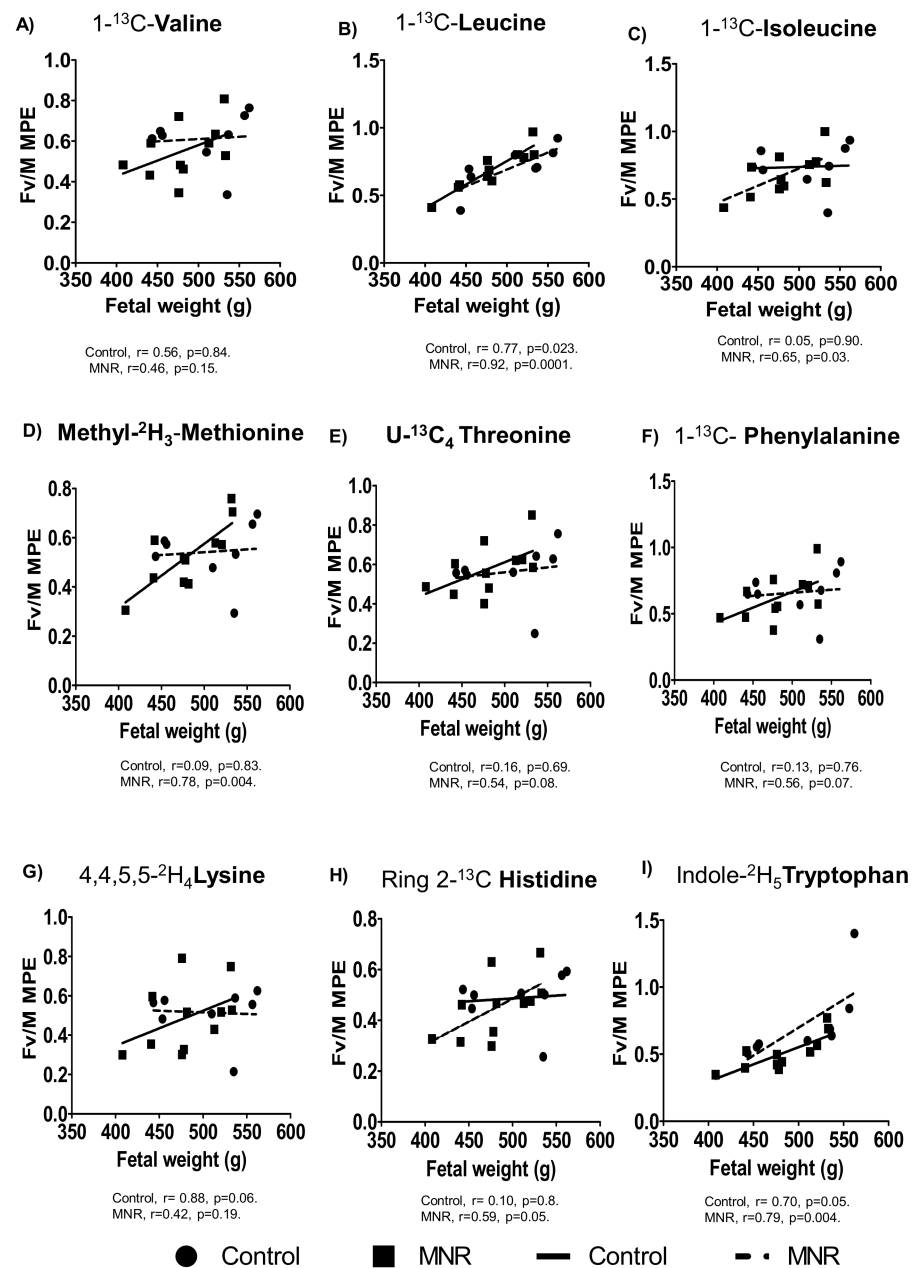 A) 1-¹³C-Valine
Fv/M MPE
1.0
0.8
0.6
0.4
0.2
0.0
350 400 450 500 550 600
Fetal weight (g)
Control, r= 0.56, p=0.84.
MNR, r=0.46, p=0.15.
B) 1-¹³C-Leucine
Fv/M MPE
1.5
1.0
0.5
0.0
350 400 450 500 550 600
Fetal weight (g)
Control, r= 0.77, p=0.023.
MNR, r=0.92, p=0.0001.
C) 1-¹³C-Isoleucine
Fv/M MPE
1.5
1.0
0.5
0.0
350 400 450 500 550 600
Fetal weight (g)
Control, r= 0.05, p=0.90.
MNR, r=0.65, p=0.03.
D) Methyl-²H₃-Methionine
Fv/M MPE
0.8
0.6
0.4
0.2
0.0
350 400 450 500 550 600
Fetal weight (g)
Control, r=0.09, p=0.83.
MNR, r=0.78, p=0.004.
E) U-¹³C₄ Threonine
Fv/M MPE
1.0
0.8
0.6
0.4
0.2
0.0
350 400 450 500 550 600
Fetal weight (g)
Control, r=0.16, p=0.69.
MNR, r=0.54, p=0.08.
F) 1-¹³C- Phenylalanine
Fv/M MPE
1.5
1.0
0.5
0.0
350 400 450 500 550 600
Fetal weight (g)
Control, r=0.13, p=0.76.
MNR, r=0.56, p=0.07.
G) 4,4,5,5-²H₄Lysine
Fv/M MPE
1.0
0.8
0.6
0.4
0.2
0.0
350 400 450 500 550 600
Fetal weight (g)
Control, r= 0.88, p=0.06.
MNR, r=0.42, p=0.19.
H) Ring 2-¹³C Histidine
Fv/M MPE
0.8
0.6
0.4
0.2
0.0
350 400 450 500 550 600
Fetal weight (g)
Control, r= 0.10, p=0.8.
MNR, r=0.59, p=0.05.
I) Indole-²H₅Tryptophan
Fv/M MPE
1.5
1.0
0.5
0.0
350 400 450 500 550 600
Fetal weight (g)
Control, r= 0.70, p=0.05.
MNR, r=0.79, p=0.004.
Control MNR Control MNR